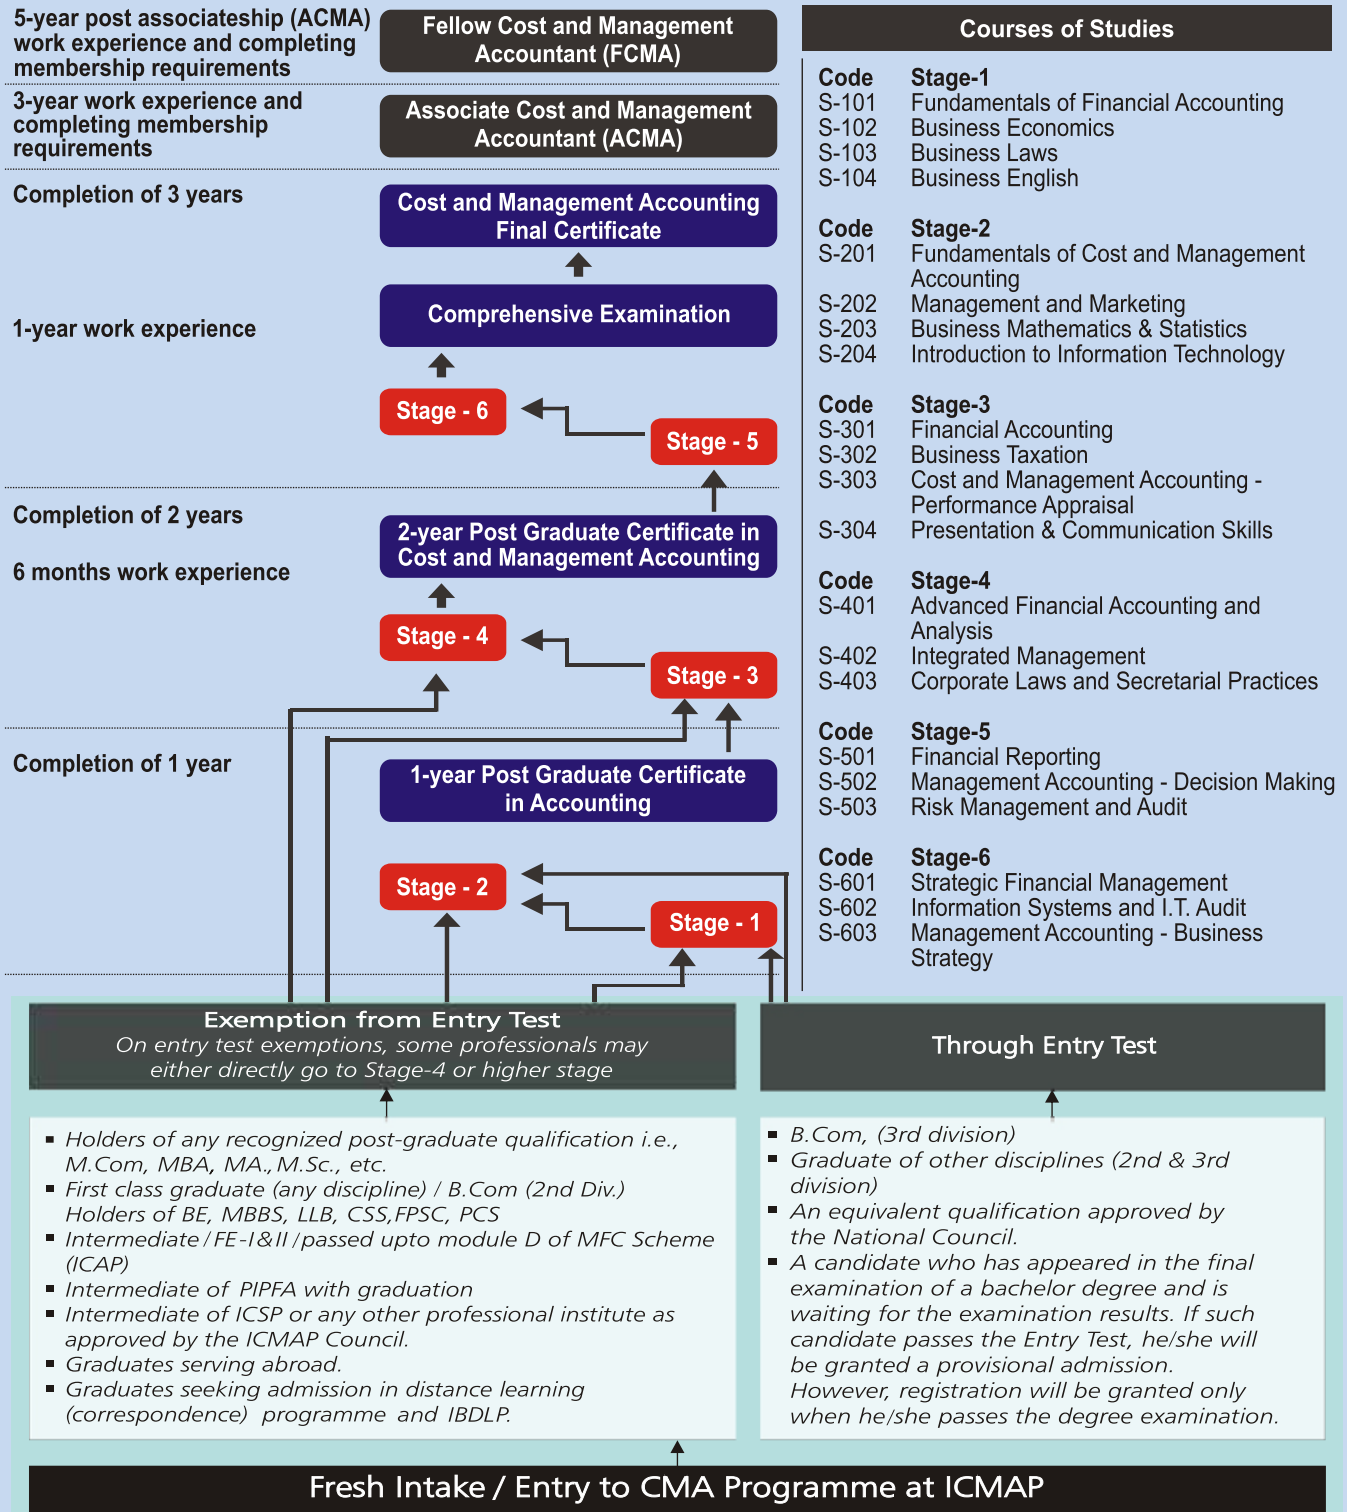 5-year post associateship (ACMA)
work experience and completing
membership requirements
Fellow Cost and Management
Accountant (FCMA)
3-year work experience and
completing membership
requirements
Associate Cost and Management
Accountant (ACMA)
Completion of 3 years
Cost and Management Accounting
Final Certificate
1-year work experience
Comprehensive Examination
Stage - 6
Stage - 5
Completion of 2 years
6 months work experience
2-year Post Graduate Certificate in
Cost and Management Accounting
Stage - 4
Stage - 3
Completion of 1 year
1-year Post Graduate Certificate
in Accounting
Stage - 2
Stage - 1
Courses of Studies
Code Stage-1
S-101 Fundamentals of Financial Accounting
S-102 Business Economics
S-103 Business Laws
S-104 Business English
Code Stage-2
S-201 Fundamentals of Cost and Management
Accounting
S-202 Management and Marketing
S-203 Business Mathematics & Statistics
S-204 Introduction to Information Technology
Code Stage-3
S-301 Financial Accounting
S-302 Business Taxation
S-303 Cost and Management Accounting -
Performance Appraisal
S-304 Presentation & Communication Skills
Code Stage-4
S-401 Advanced Financial Accounting and
Analysis
S-402 Integrated Management
S-403 Corporate Laws and Secretarial Practices
Code Stage-5
S-501 Financial Reporting
S-502 Management Accounting - Decision Making
S-503 Risk Management and Audit
Code Stage-6
S-601 Strategic Financial Management
S-602 Information Systems and I.T. Audit
S-603 Management Accounting - Business
Strategy
Exemption from Entry Test
On entry test exemptions, some professionals may
either directly go to Stage-4 or higher stage
▪ Holders of any recognized post-graduate qualification i.e.,
M.Com, MBA, MA., M.Sc., etc.
▪ First class graduate (any discipline) / B.Com (2nd Div.)
Holders of BE, MBBS, LLB, CSS,FPSC, PCS
▪ Intermediate / FE-I&II / passed upto module D of MFC Scheme
(ICAP)
▪ Intermediate of PIPFA with graduation
▪ Intermediate of ICSP or any other professional institute as
approved by the ICMAP Council.
▪ Graduates serving abroad.
▪ Graduates seeking admission in distance learning
(correspondence) programme and IBDLP.
Through Entry Test
▪ B.Com, (3rd division)
▪ Graduate of other disciplines (2nd & 3rd
division)
▪ An equivalent qualification approved by
the National Council.
▪ A candidate who has appeared in the final
examination of a bachelor degree and is
waiting for the examination results. If such
candidate passes the Entry Test, he/she will
be granted a provisional admission.
However, registration will be granted only
when he/she passes the degree examination.
Fresh Intake / Entry to CMA Programme at ICMAP